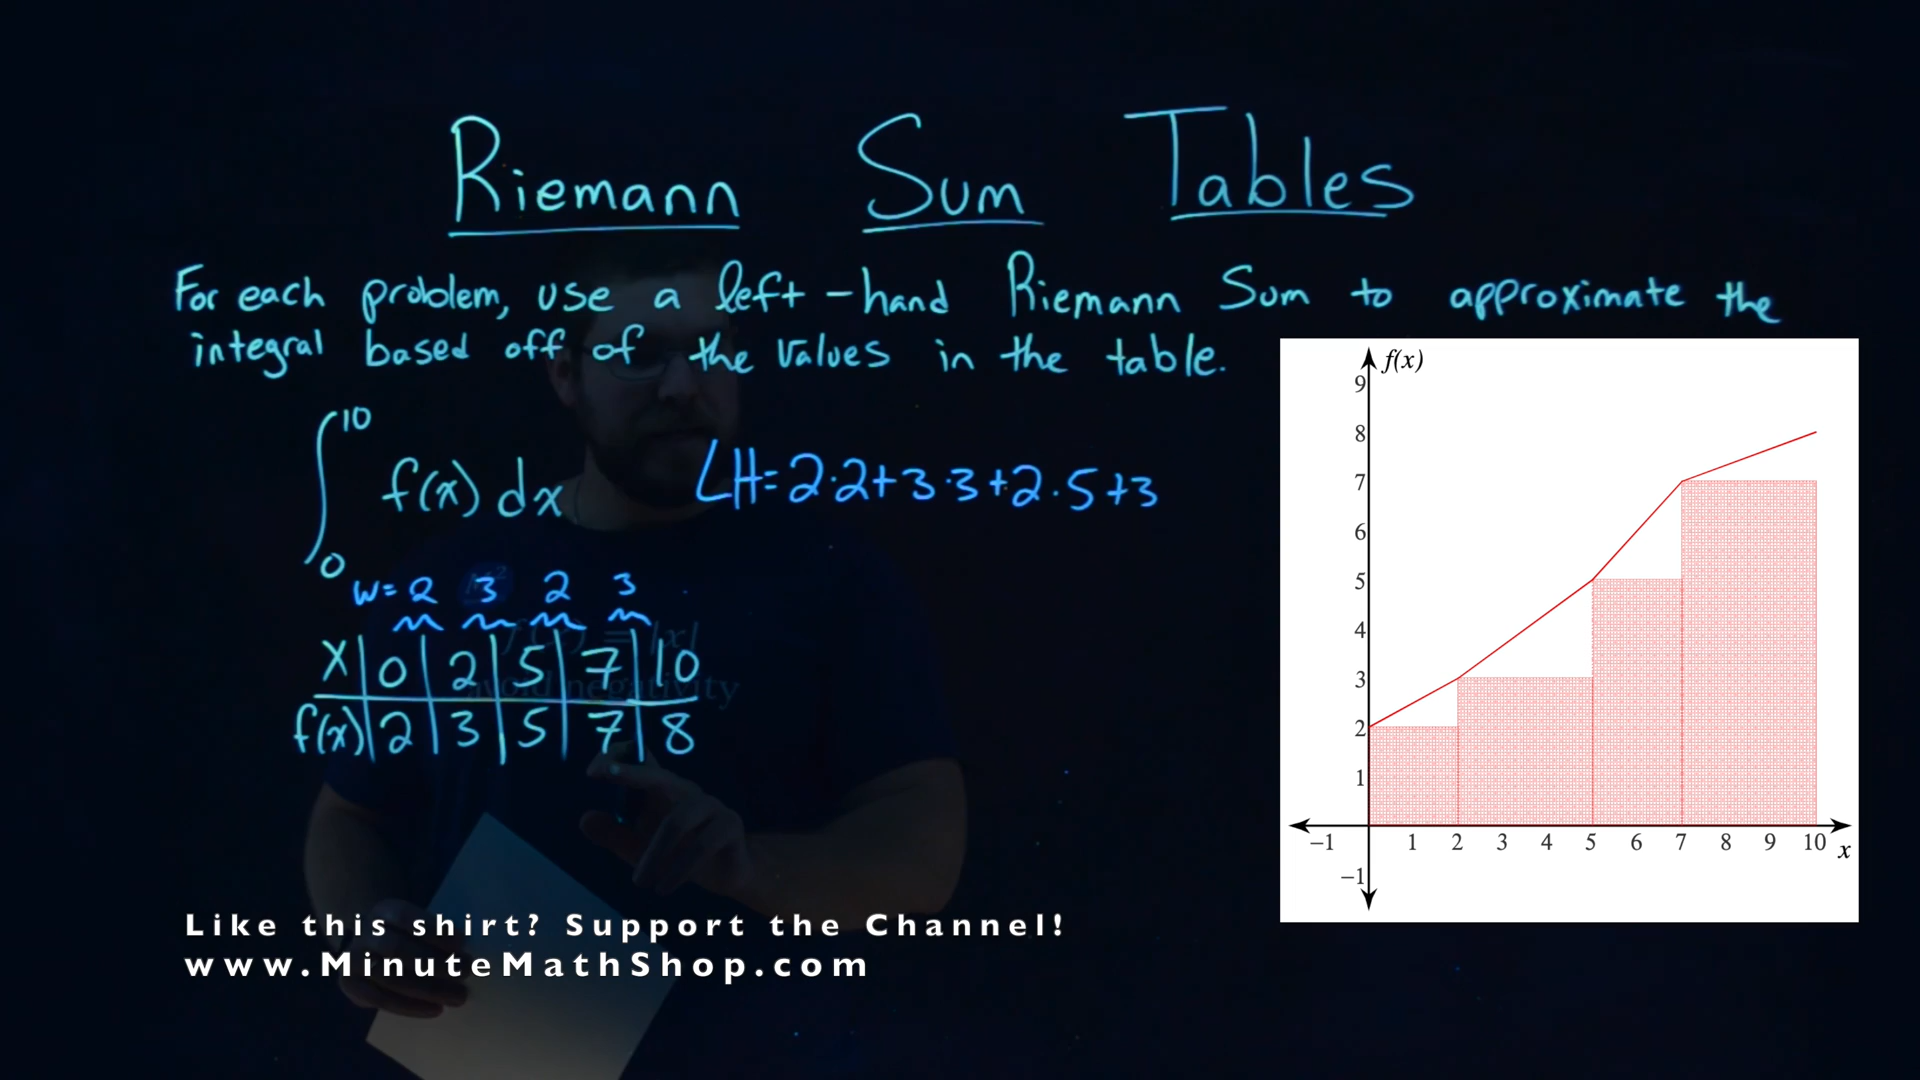 Riemann Sum Tables
For each problem, use a left-hand Riemann Sum to approximate the
integral based off of the values in the table.
∫₀¹⁰ f(x) dx
LH=2·2+3·3+2·5+3
w= 2 3 2 3
x | 0 | 2 | 5 | 7 | 10
f(x) | 2 | 3 | 5 | 7 | 8
f(x)
9
8
7
6
5
4
3
2
1
−1 1 2 3 4 5 6 7 8 9 10 x
−1
= |x|
avoid negativity
Like this shirt? Support the Channel!
www.MinuteMathShop.com